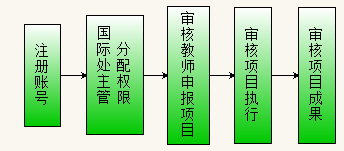 注册账号
国际处主管
分配权限
审核教师申报项目
审核项目执行
审核项目成果